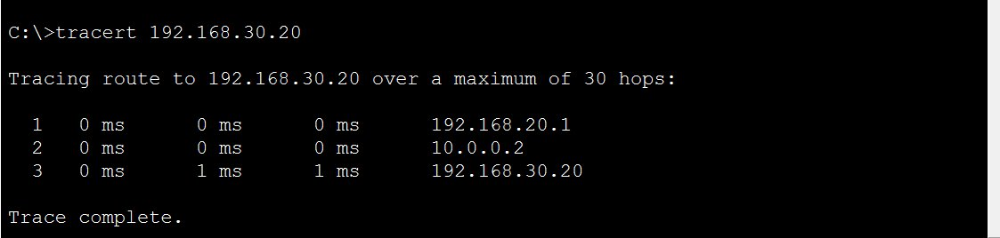 C:\>tracert 192.168.30.20
Tracing route to 192.168.30.20 over a maximum of 30 hops:
1 0 ms 0 ms 0 ms 192.168.20.1
2 0 ms 0 ms 0 ms 10.0.0.2
3 0 ms 1 ms 1 ms 192.168.30.20
Trace complete.